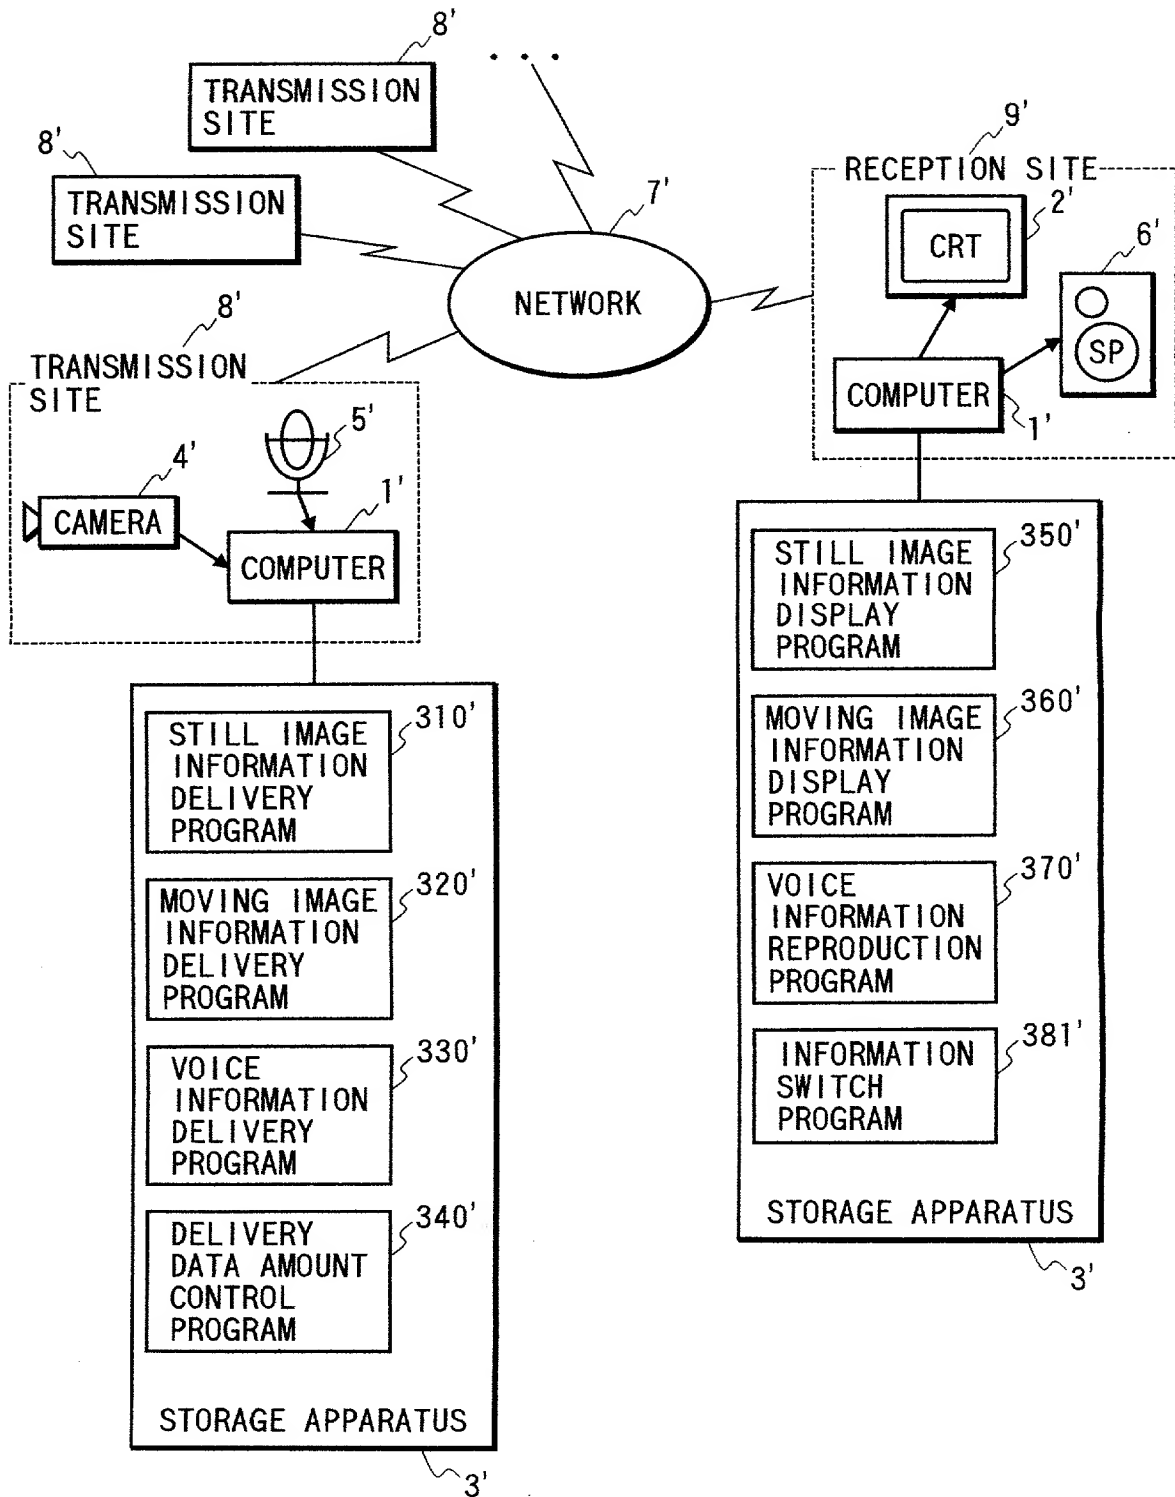 8'
. . .
TRANSMISSION
SITE
8'
TRANSMISSION
SITE
9'
RECEPTION SITE
2'
CRT
6'
SP
COMPUTER
1'
7'
NETWORK
8'
TRANSMISSION
SITE
5'
4'
CAMERA
1'
COMPUTER
310'
STILL IMAGE
INFORMATION
DELIVERY
PROGRAM
320'
MOVING IMAGE
INFORMATION
DELIVERY
PROGRAM
330'
VOICE
INFORMATION
DELIVERY
PROGRAM
340'
DELIVERY
DATA AMOUNT
CONTROL
PROGRAM
STORAGE APPARATUS
3'
350'
STILL IMAGE
INFORMATION
DISPLAY
PROGRAM
360'
MOVING IMAGE
INFORMATION
DISPLAY
PROGRAM
370'
VOICE
INFORMATION
REPRODUCTION
PROGRAM
381'
INFORMATION
SWITCH
PROGRAM
STORAGE APPARATUS
3'